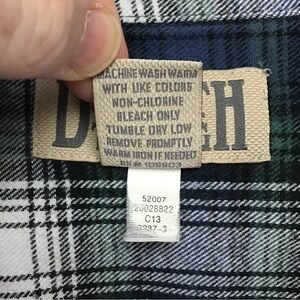 MACHINE WASH WARM
WITH LIKE COLORS
NON-CHLORINE
BLEACH ONLY
TUMBLE DRY LOW
REMOVE PROMPTLY
WARM IRON IF NEEDED
52007
20028822
C13